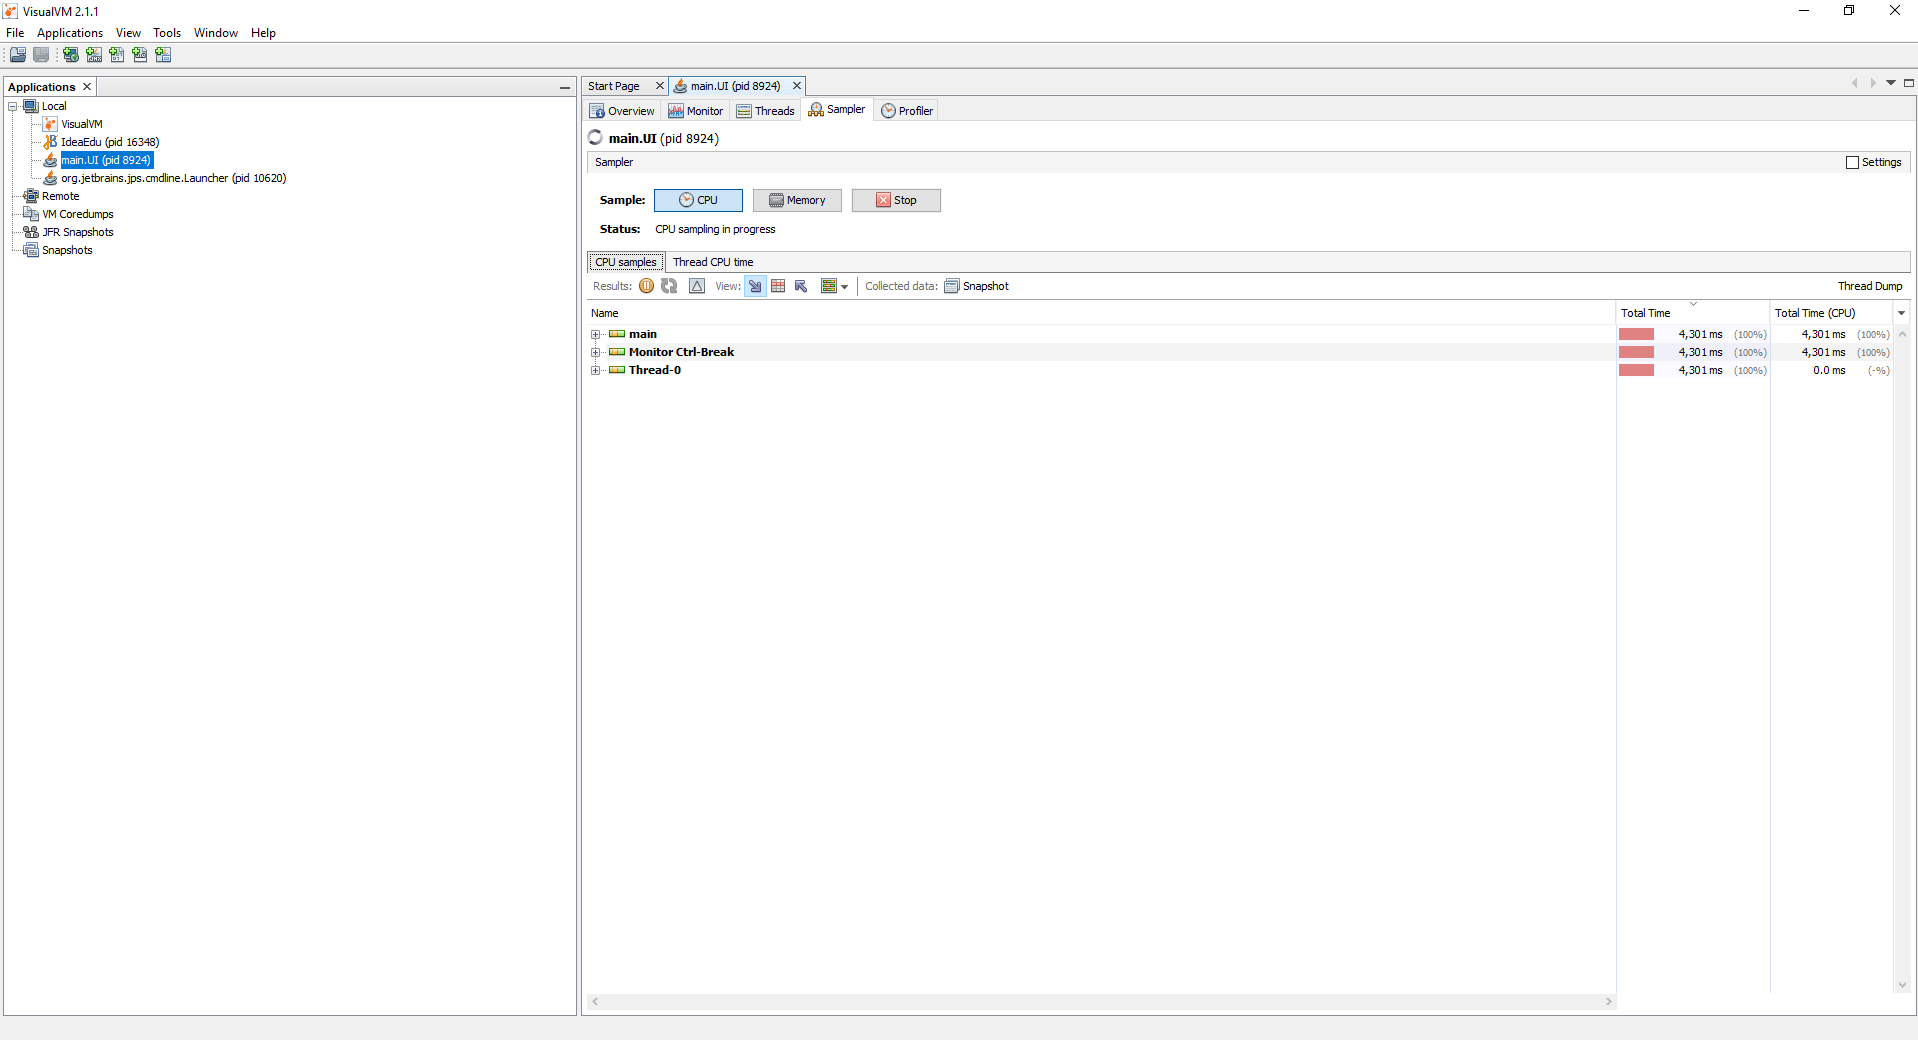 VisualVM 2.1.1
File Applications View Tools Window Help
Applications
Local
VisualVM
IdeaEdu (pid 16348)
main.UI (pid 8924)
org.jetbrains.jps.cmdline.Launcher (pid 10620)
Remote
VM Coredumps
JFR Snapshots
Snapshots
Start Page main.UI (pid 8924)
Overview Monitor Threads Sampler Profiler
main.UI (pid 8924)
Sampler Settings
Sample: CPU Memory Stop
Status: CPU sampling in progress
CPU samples Thread CPU time
Results: View: Collected data: Snapshot Thread Dump
Name Total Time Total Time (CPU)
main 4,301 ms (100%) 4,301 ms (100%)
Monitor Ctrl-Break 4,301 ms (100%) 4,301 ms (100%)
Thread-0 4,301 ms (100%) 0.0 ms (-%)